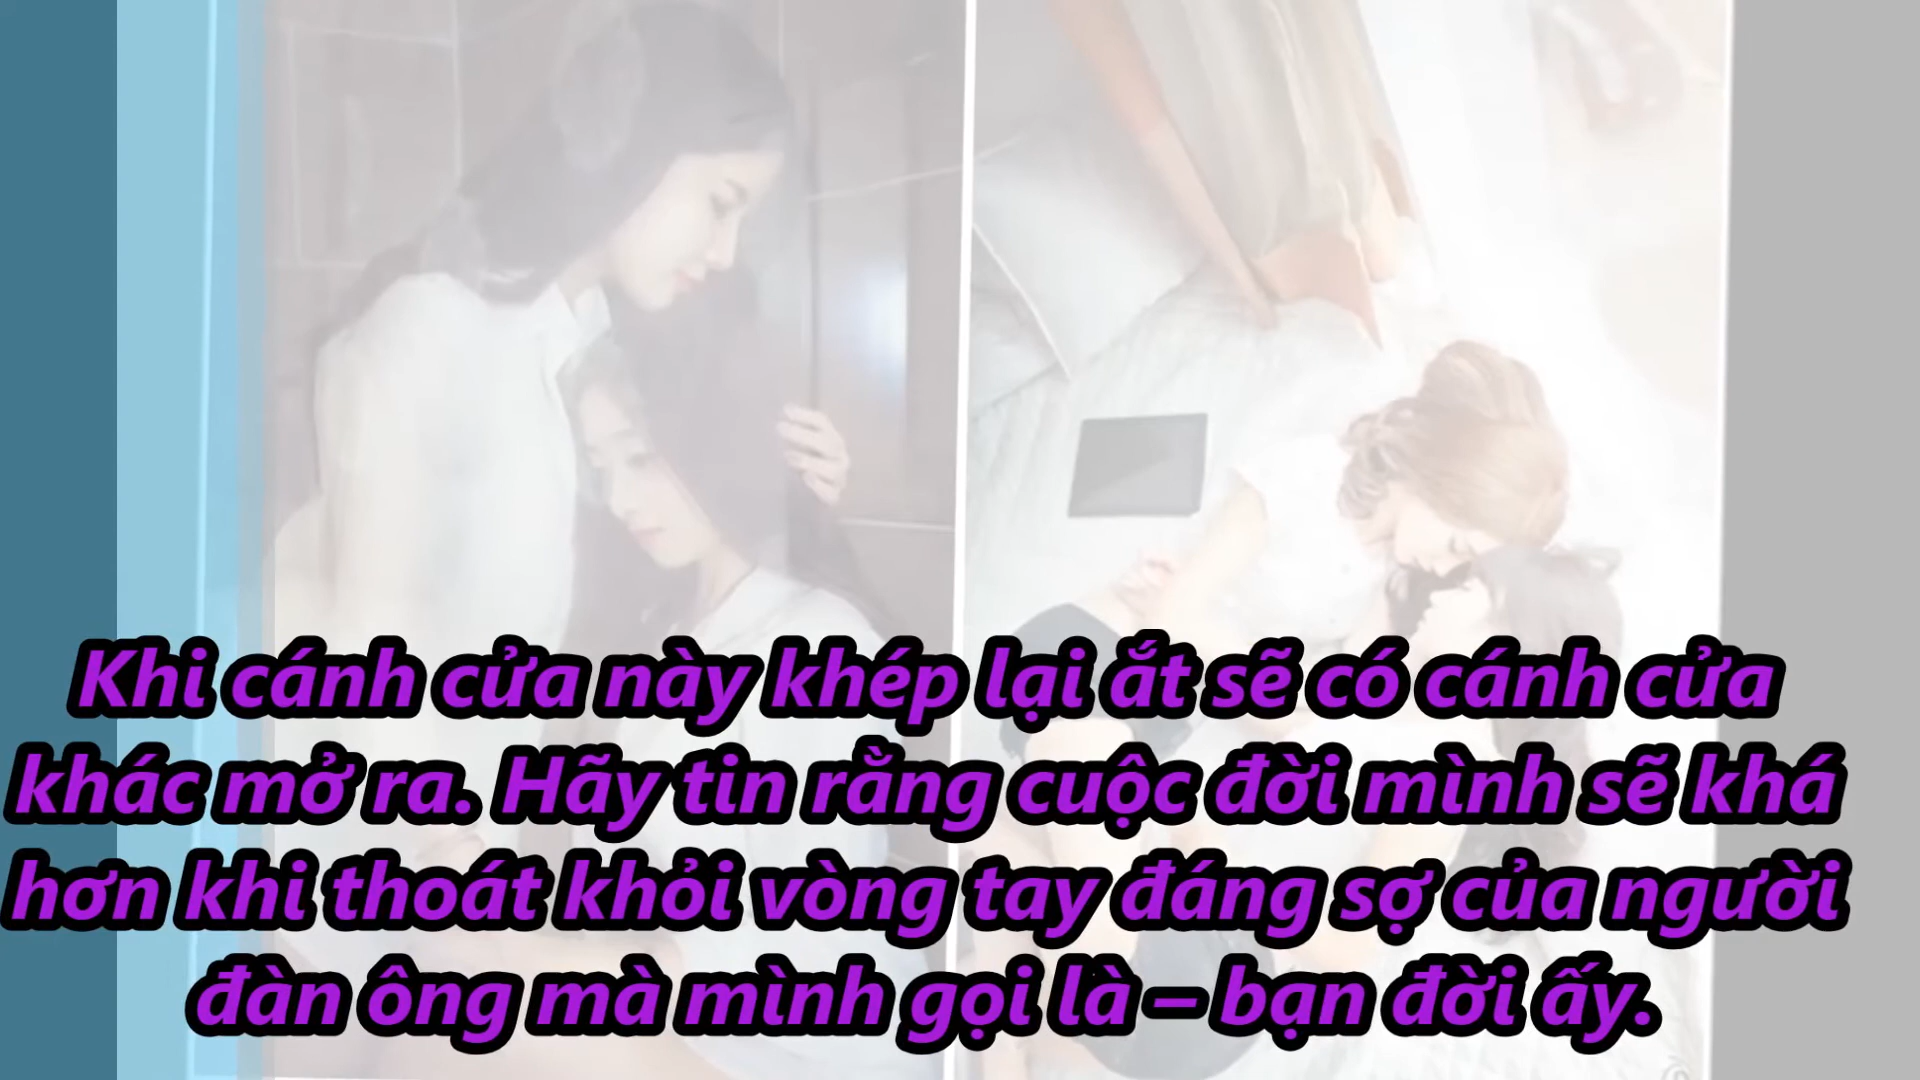 Khi cánh cửa này khép lại ắt sẽ có cánh cửa
khác mở ra. Hãy tin rằng cuộc đời mình sẽ khá
hơn khi thoát khỏi vòng tay đáng sợ của người
đàn ông mà mình gọi là – bạn đời ấy.